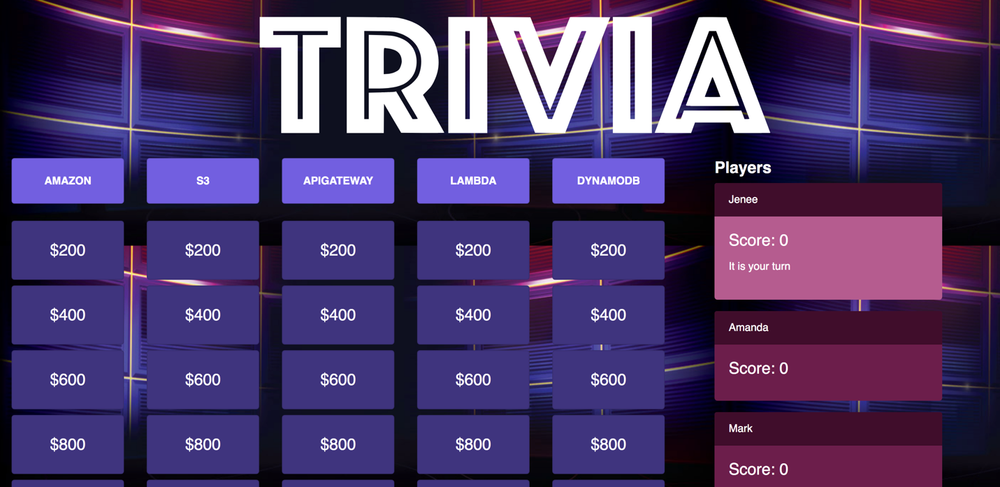 TRIVIA
AMAZON S3 APIGATEWAY LAMBDA DYNAMODB
$200 $200 $200 $200 $200
$400 $400 $400 $400 $400
$600 $600 $600 $600 $600
$800 $800 $800 $800 $800
Players
Jenee
Score: 0
It is your turn
Amanda
Score: 0
Mark
Score: 0